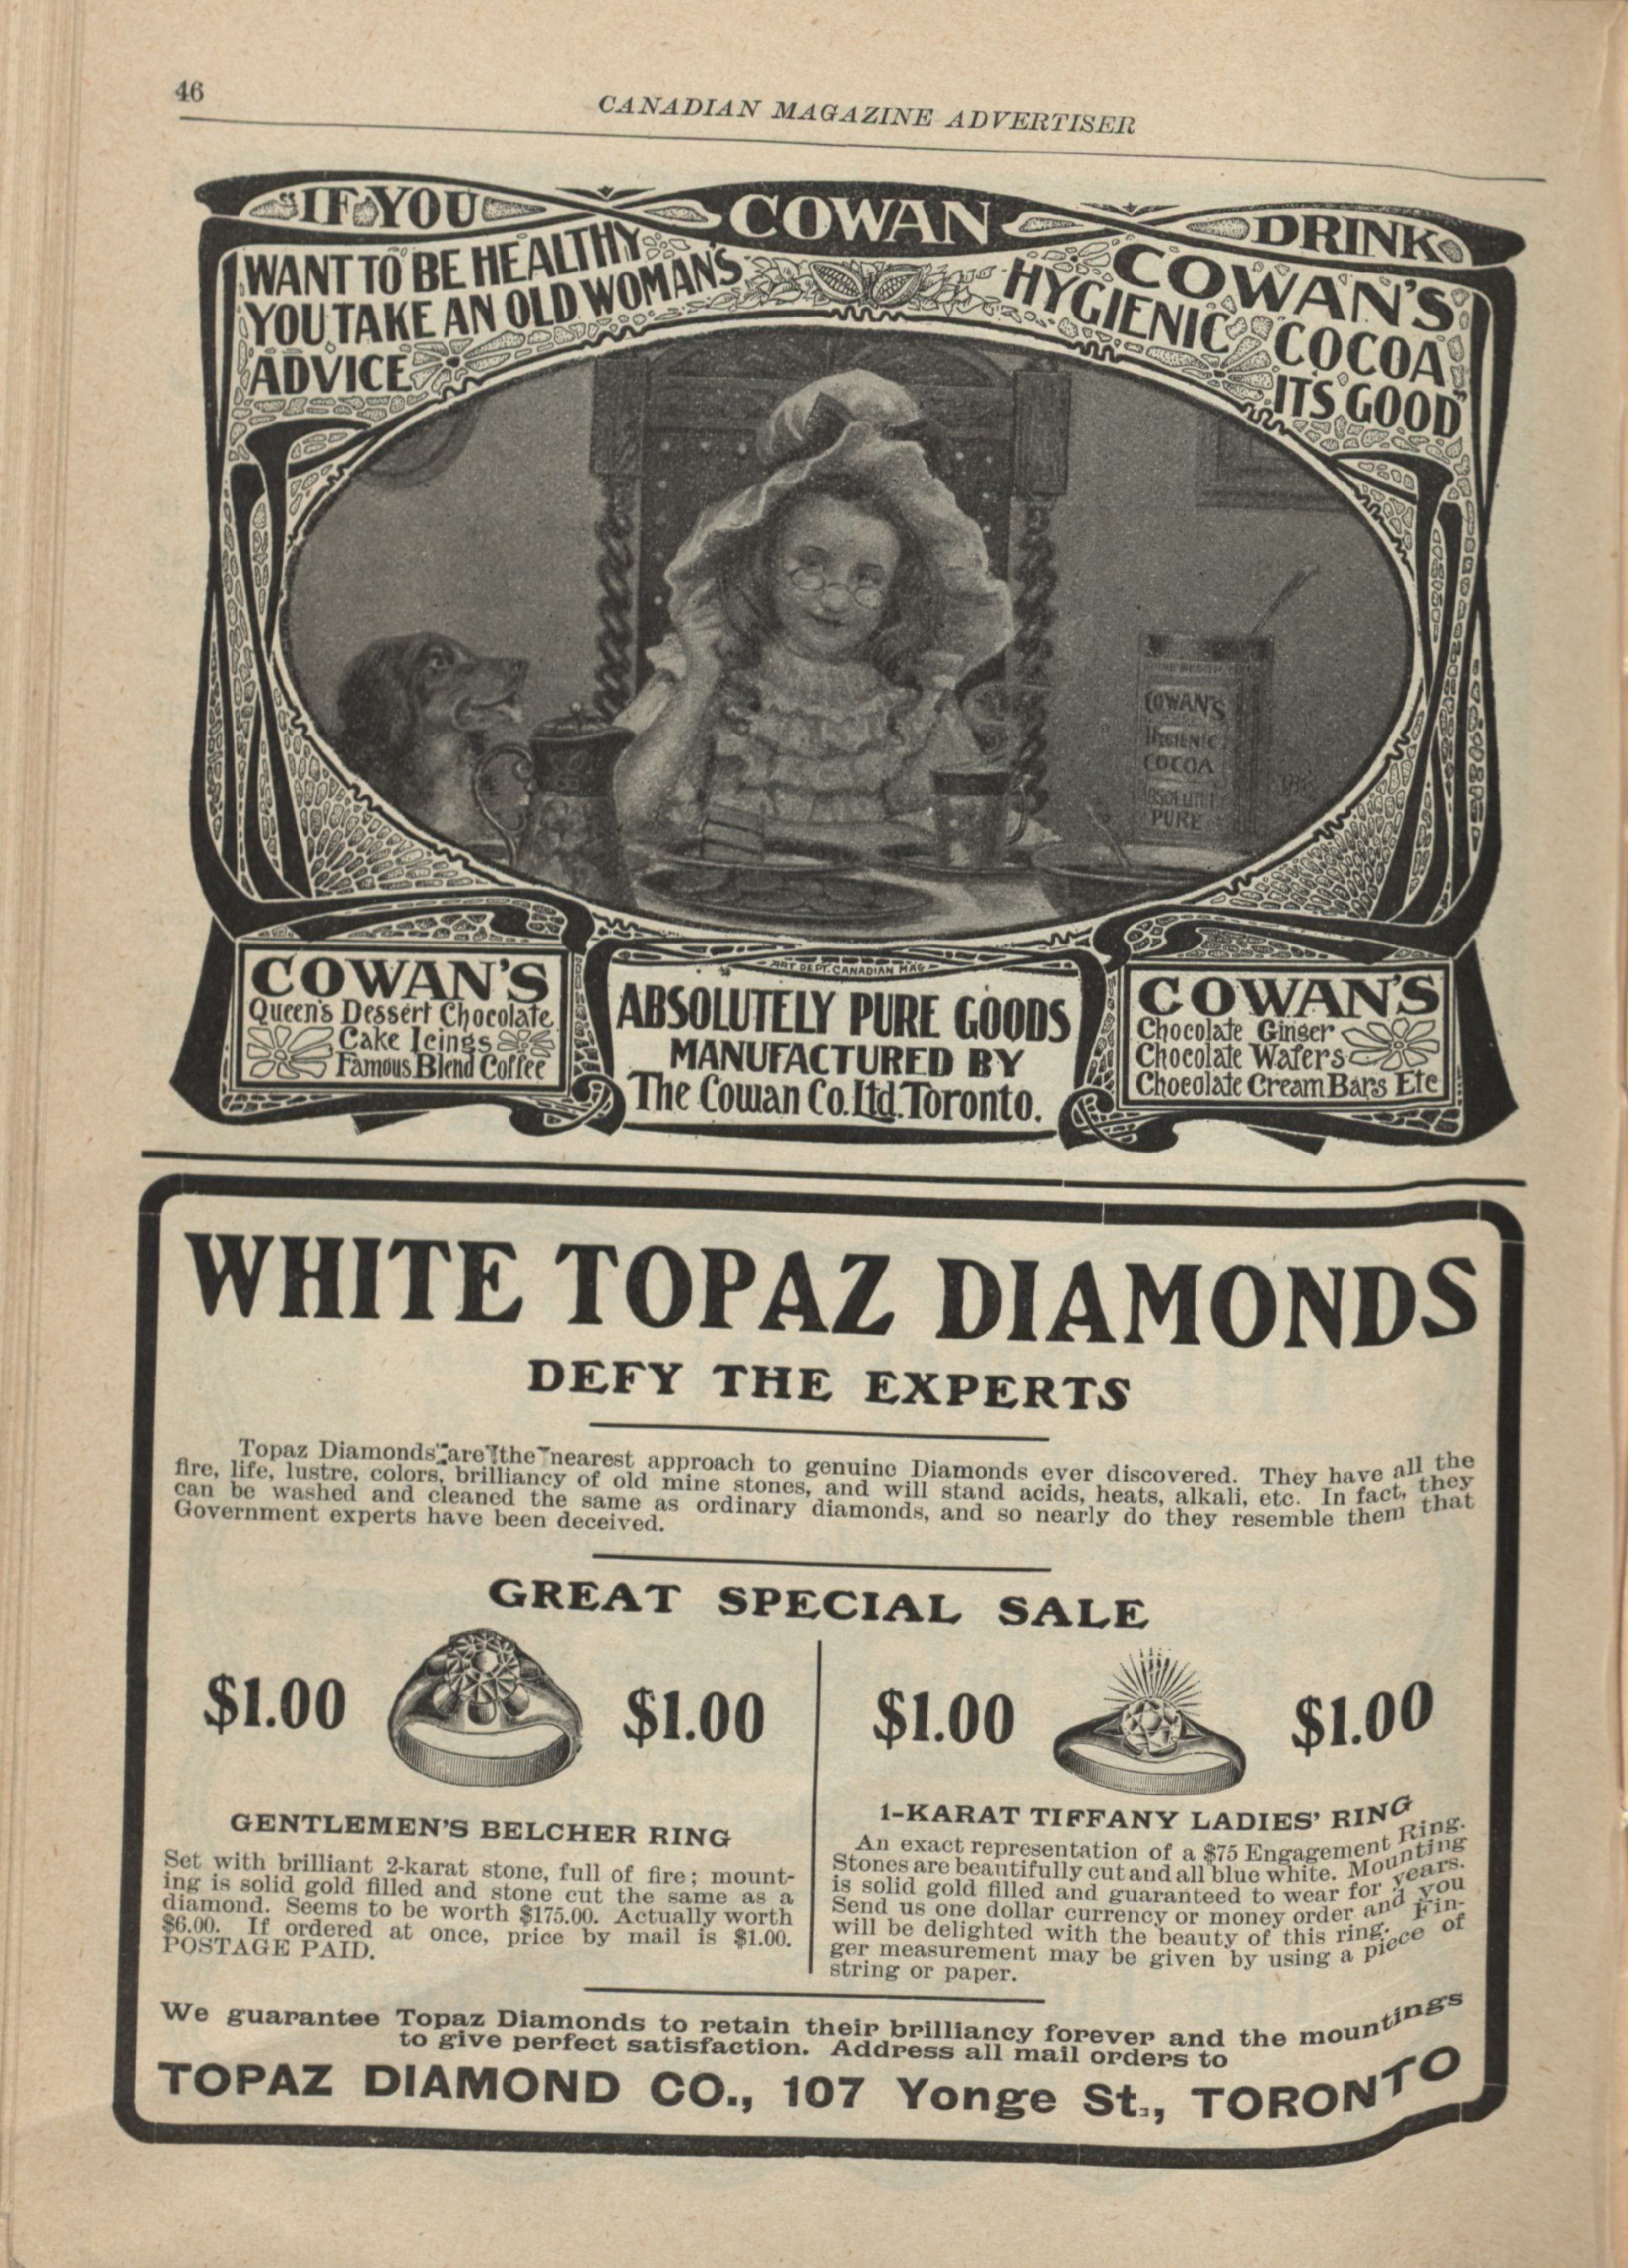 46
CANADIAN MAGAZINE ADVERTISER
"IF YOU
WANT TO BE HEALTHY
YOU TAKE AN OLD WOMAN'S
ADVICE
COWAN
DRINK
COWAN'S
HYGIENIC
COCOA
ITS GOOD"
COWAN'S
HYGIENIC
COCOA
ABSOLUTELY
PURE
COWAN'S
Queen's Dessert Chocolate
Cake Icings
Famous Blend Coffee
ART DEPT. CANADIAN MAG
ABSOLUTELY PURE GOODS
MANUFACTURED BY
The Cowan Co. Ltd. Toronto.
COWAN'S
Chocolate Ginger
Chocolate Wafers
Chocolate Cream Bars Etc
WHITE TOPAZ DIAMONDS
DEFY THE EXPERTS
Topaz Diamonds are the nearest approach to genuine Diamonds ever discovered. They have all the
fire, life, lustre, colors, brilliancy of old mine stones, and will stand acids, heats, alkali, etc. In fact, they
can be washed and cleaned the same as ordinary diamonds, and so nearly do they resemble them that
Government experts have been deceived.
GREAT SPECIAL SALE
$1.00 $1.00
GENTLEMEN'S BELCHER RING
Set with brilliant 2-karat stone, full of fire; mount-
ing is solid gold filled and stone cut the same as a
diamond. Seems to be worth $175.00. Actually worth
$6.00. If ordered at once, price by mail is $1.00.
POSTAGE PAID.
$1.00 $1.00
1-KARAT TIFFANY LADIES' RING
An exact representation of a $75 Engagement Ring.
Stones are beautifully cut and all blue white. Mounting
is solid gold filled and guaranteed to wear for years.
Send us one dollar currency or money order and you
will be delighted with the beauty of this ring. Fin-
ger measurement may be given by using a piece of
string or paper.
We guarantee Topaz Diamonds to retain their brilliancy forever and the mountings
to give perfect satisfaction. Address all mail orders to
TOPAZ DIAMOND CO., 107 Yonge St., TORONTO